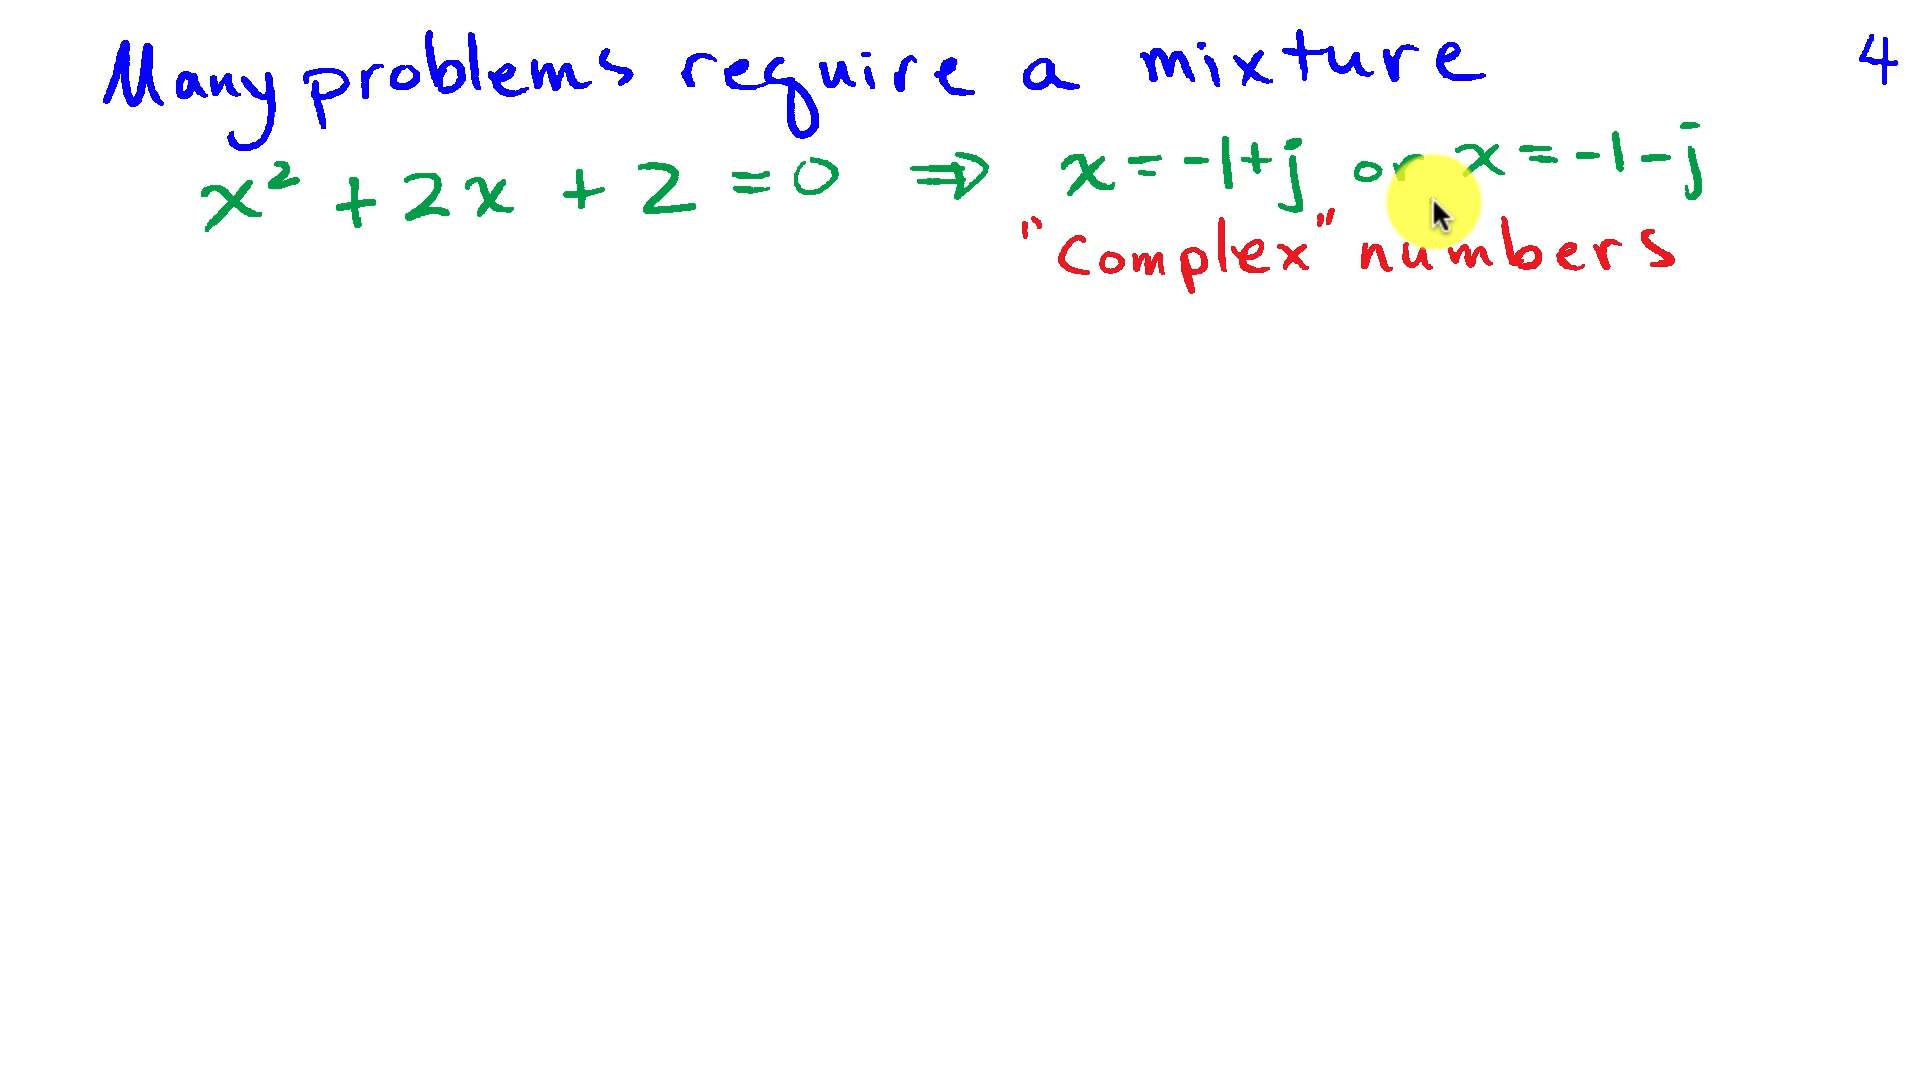 Many problems require a mixture 4
x² + 2x + 2 = 0 ⇒ x = -1+j or x = -1-j
"Complex" numbers